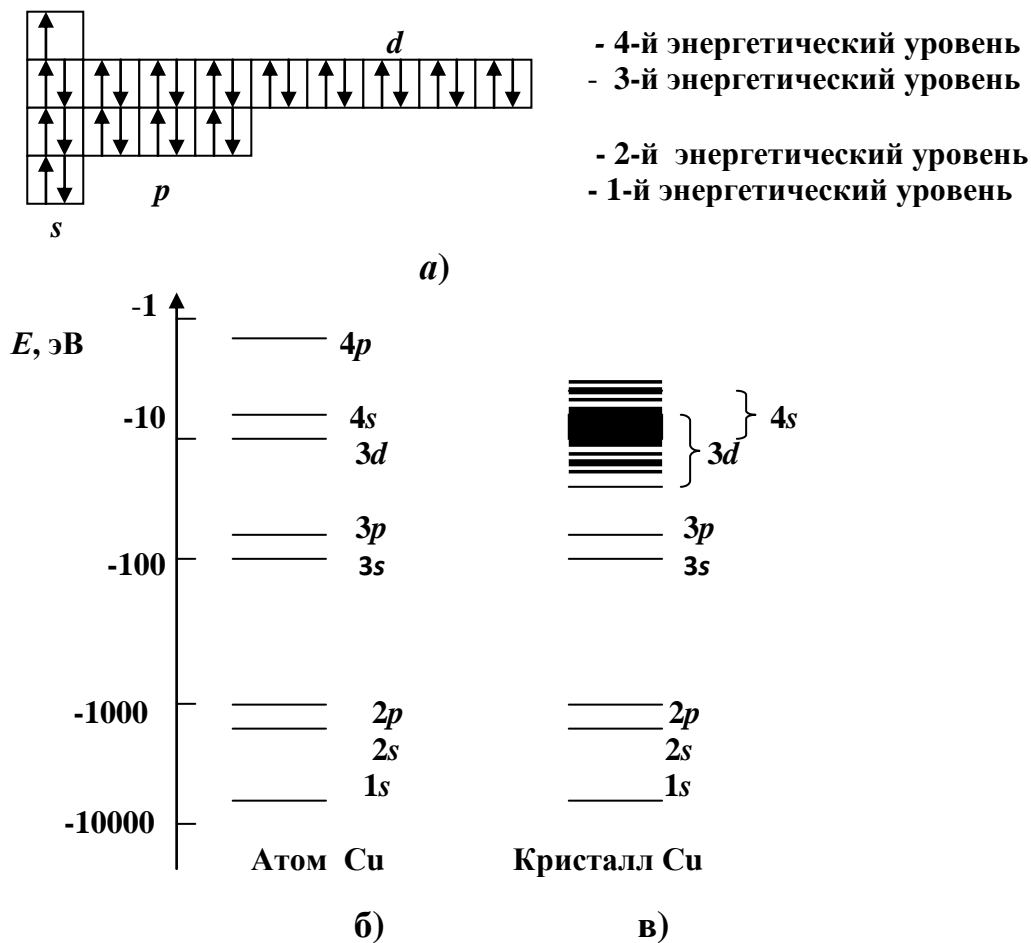 d
- 4-й энергетический уровень
- 3-й энергетический уровень
- 2-й энергетический уровень
- 1-й энергетический уровень
p
s
а)
-1
E, эВ
4p
-10
4s
4s
3d
3d
3p
3p
-100
3s
3s
-1000
2p
2p
2s
2s
1s
1s
-10000
Атом Cu
Кристалл Cu
б)
в)